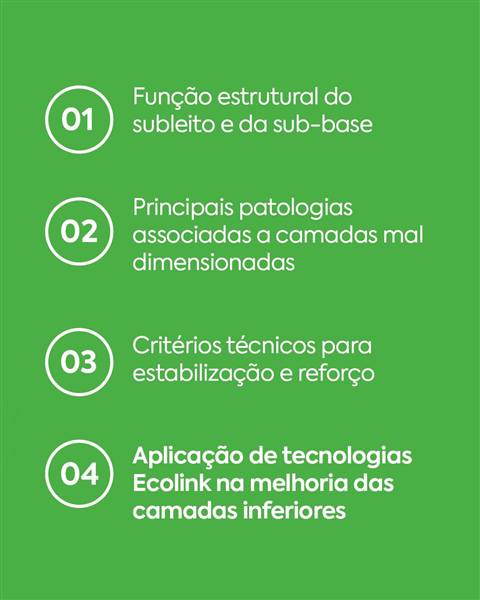 01
Função estrutural do
subleito e da sub-base
02
Principais patologias
associadas a camadas mal
dimensionadas
03
Critérios técnicos para
estabilização e reforço
04
Aplicação de tecnologias
Ecolink na melhoria das
camadas inferiores